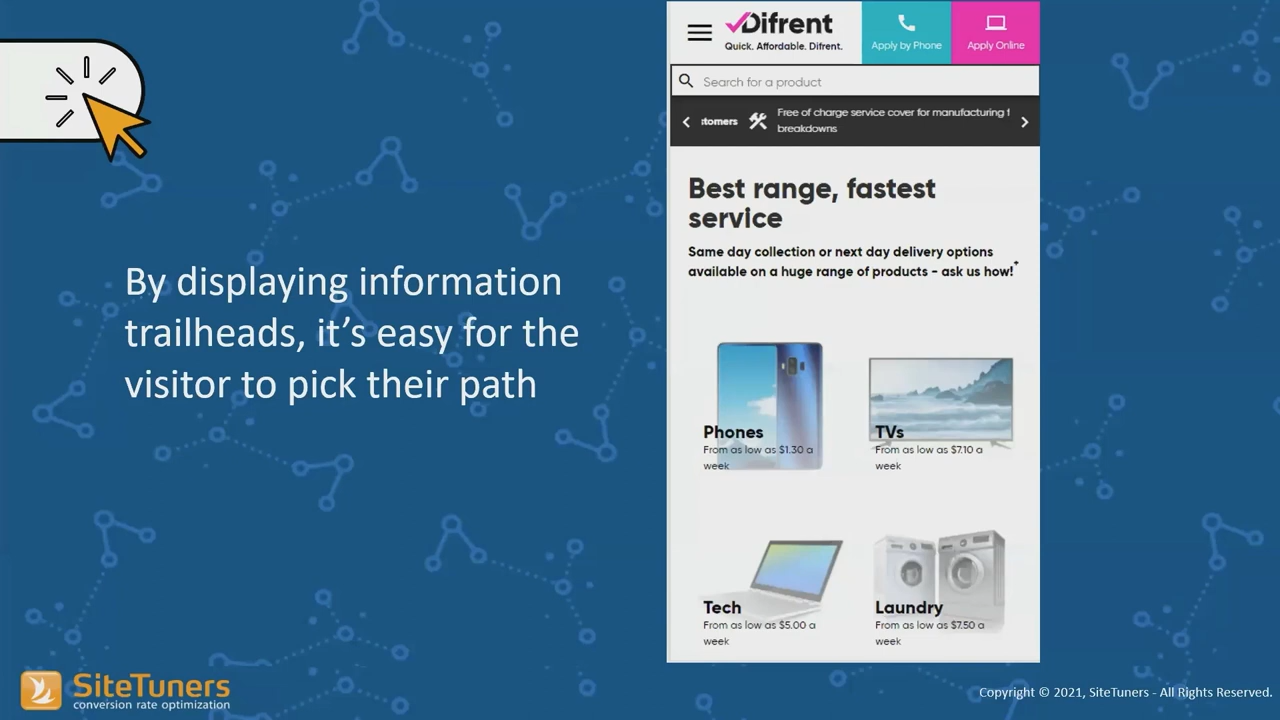 By displaying information
trailheads, it's easy for the
visitor to pick their path
Difrent
Quick. Affordable. Difrent.
Apply by Phone
Apply Online
Search for a product
Free of charge service cover for manufacturing
breakdowns
Best range, fastest
service
Same day collection or next day delivery options
available on a huge range of products - ask us how!+
Phones
From as low as $1.30 a
week
TVs
From as low as $7.10 a
week
Tech
From as low as $5.00 a
week
Laundry
From as low as $7.50 a
week
SiteTuners
conversion rate optimization
Copyright © 2021, SiteTuners - All Rights Reserved.